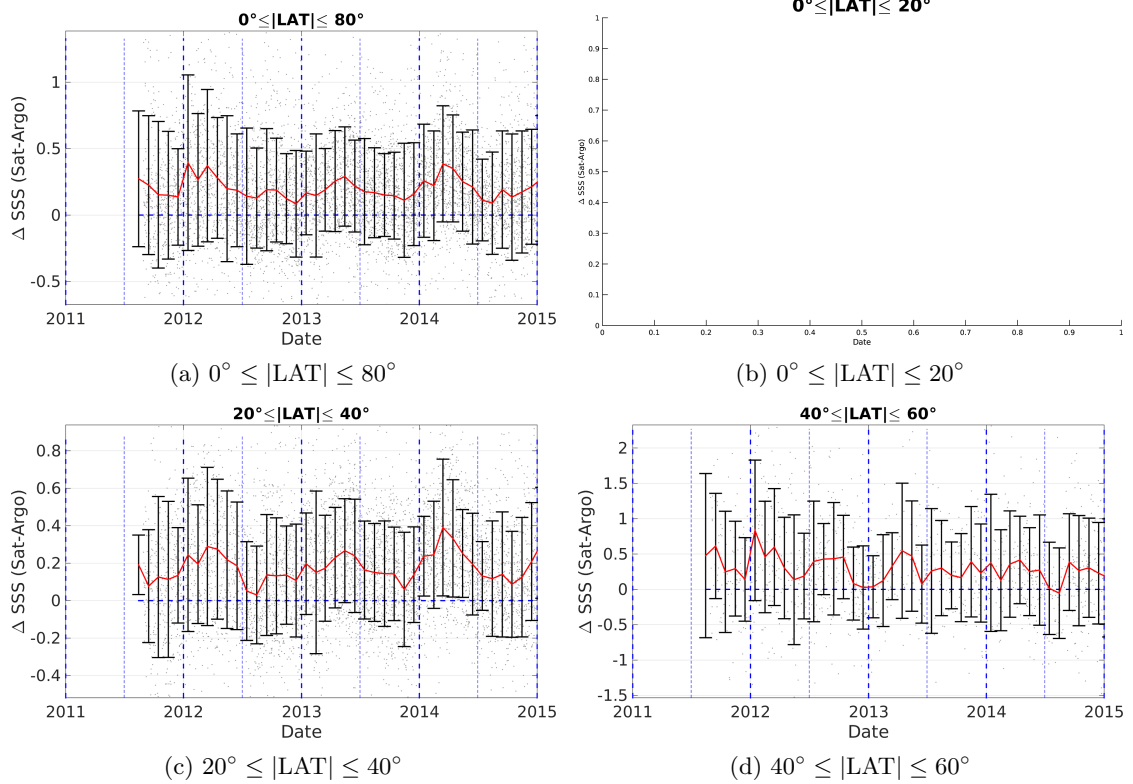 0°≤|LAT|≤ 80°
Δ SSS (Sat-Argo)
1
0.5
0
-0.5
2011 2012 2013 2014 2015
Date
(a) 0° ≤ |LAT| ≤ 80°
0°≤|LAT|≤ 20°
Δ SSS (Sat-Argo)
1
0.9
0.8
0.7
0.6
0.5
0.4
0.3
0.2
0.1
0
0 0.1 0.2 0.3 0.4 0.5 0.6 0.7 0.8 0.9 1
Date
(b) 0° ≤ |LAT| ≤ 20°
20°≤|LAT|≤ 40°
Δ SSS (Sat-Argo)
0.8
0.6
0.4
0.2
0
-0.2
-0.4
2011 2012 2013 2014 2015
Date
(c) 20° ≤ |LAT| ≤ 40°
40°≤|LAT|≤ 60°
Δ SSS (Sat-Argo)
2
1.5
1
0.5
0
-0.5
-1
-1.5
2011 2012 2013 2014 2015
Date
(d) 40° ≤ |LAT| ≤ 60°